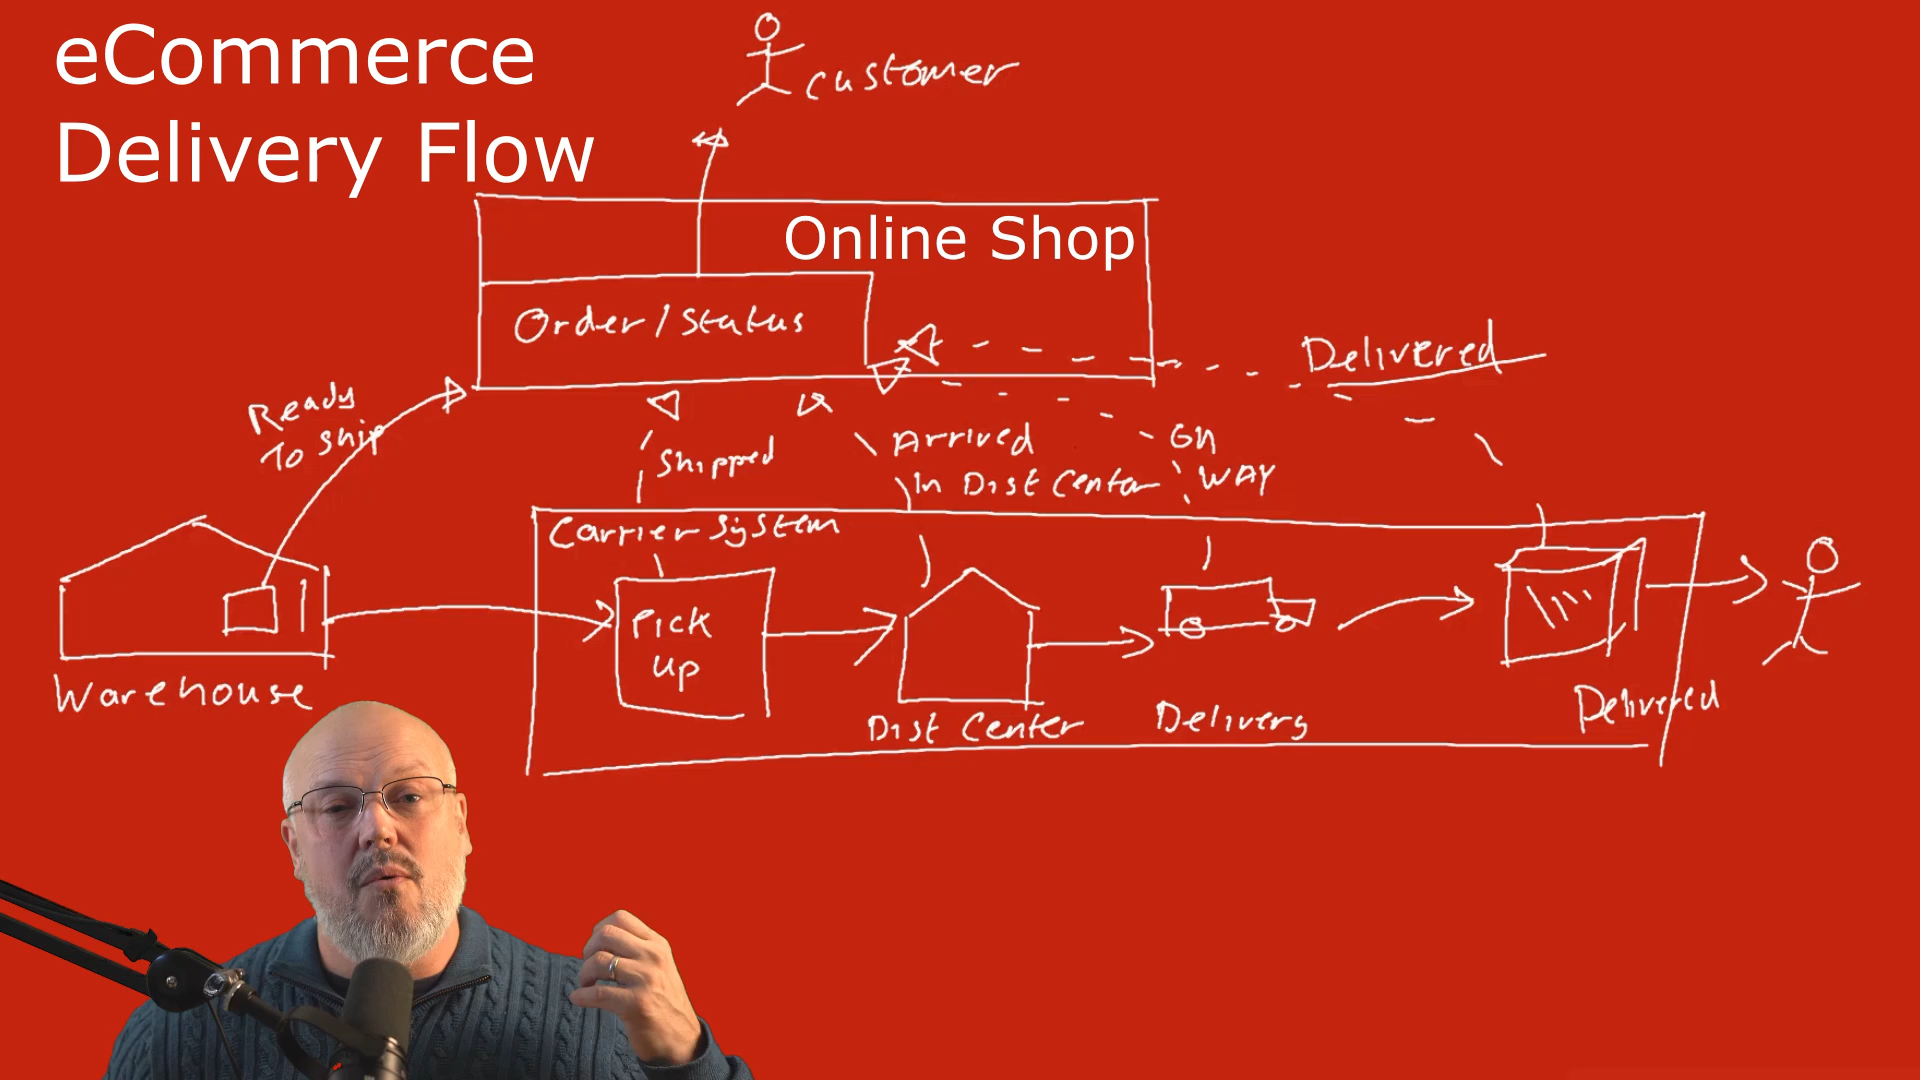 eCommerce
Delivery Flow
customer
Online Shop
Order/Status
Delivered
Ready
To Ship
Shipped
Arrived
In Dist Center
On
WAY
Carrier System
Pick
up
Warehouse
Dist Center
Delivery
Delivered